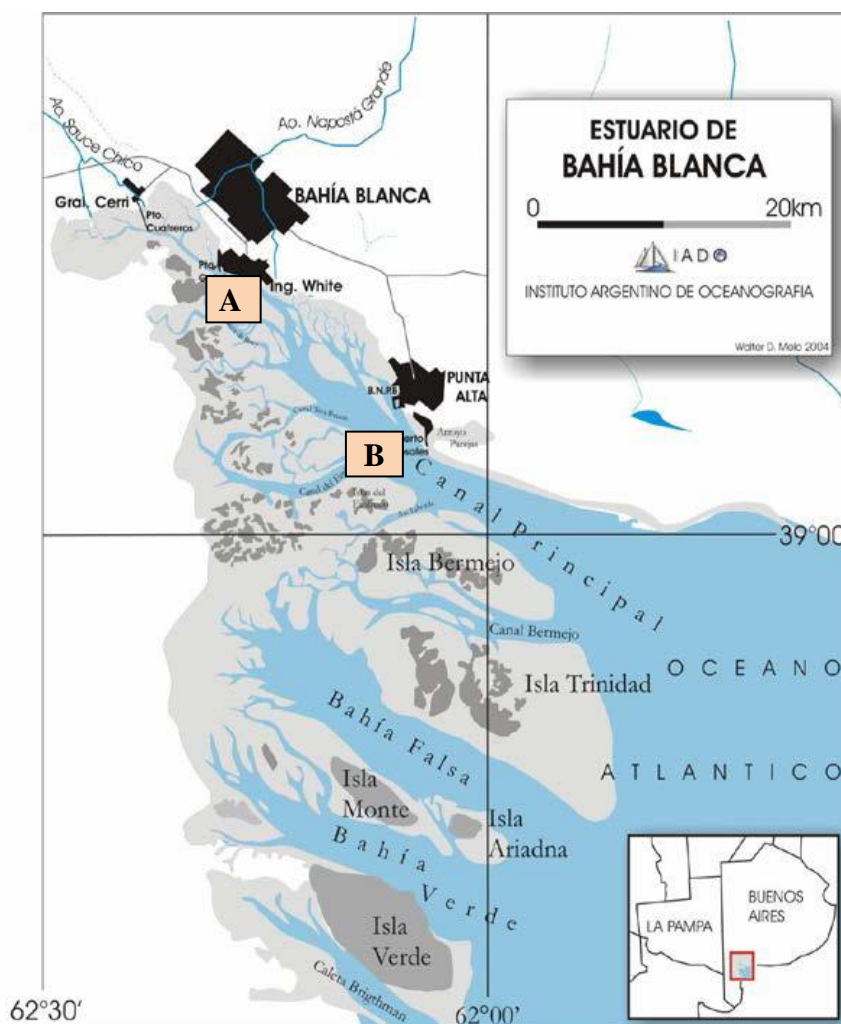 Ao. Sauce Chico
Ao. Napostá Grande
Gral. Cerri
Pto.
Cuatreros
BAHÍA BLANCA
Ing. White
A
ESTUARIO DE
BAHÍA BLANCA
0 20km
IADO
INSTITUTO ARGENTINO DE OCEANOGRAFIA
Walter D. Melo 2004
B.N.P.B
PUNTA
ALTA
Arroyo
Parejas
B
Canal Principal
39°00
Isla Bermejo
Canal Bermejo
Isla Trinidad
OCEANO
ATLANTICO
Bahía Falsa
Isla
Monte
Isla
Ariadna
Bahía
Verde
Isla
Verde
Caleta Brigthman
BUENOS
AIRES
LA PAMPA
62°30'
62°00'